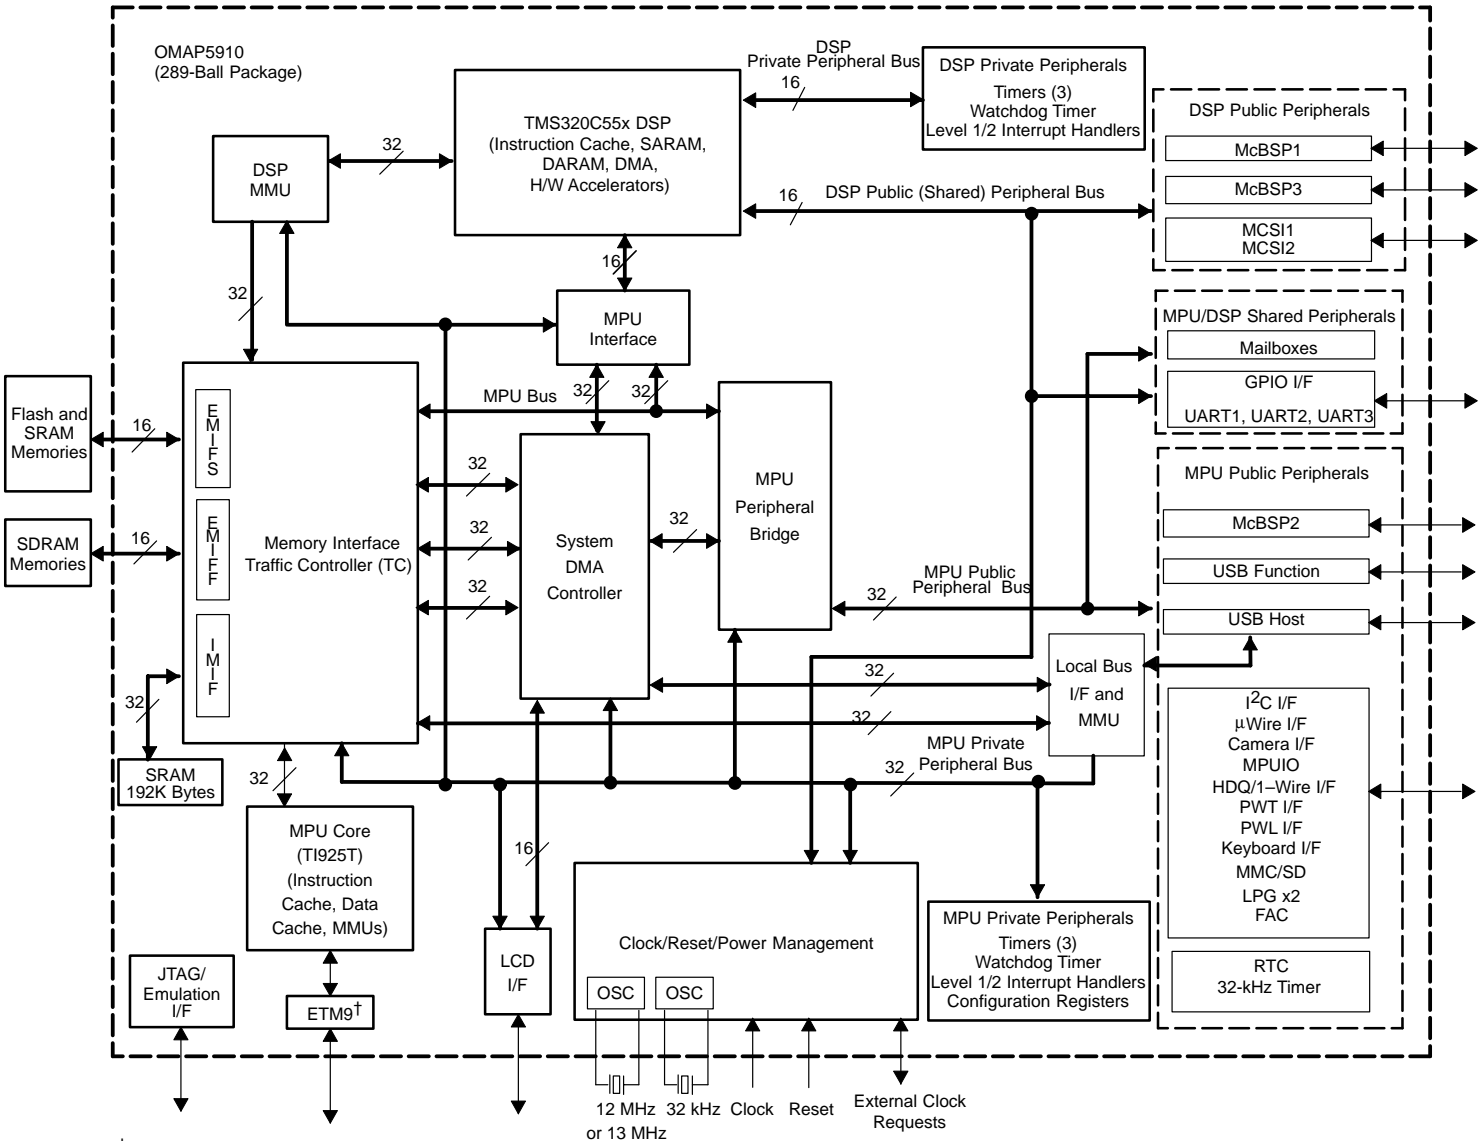 OMAP5910
(289-Ball Package)
DSP
Private Peripheral Bus
16
DSP Private Peripherals
Timers (3)
Watchdog Timer
Level 1/2 Interrupt Handlers
TMS320C55x DSP
(Instruction Cache, SARAM,
DARAM, DMA,
H/W Accelerators)
DSP
MMU
32
16
DSP Public (Shared) Peripheral Bus
DSP Public Peripherals
McBSP1
McBSP3
MCSI1
MCSI2
16
32
MPU
Interface
MPU/DSP Shared Peripherals
Mailboxes
GPIO I/F
UART1, UART2, UART3
MPU Bus
32
32
Flash and
SRAM
Memories
16
EMIFS
SDRAM
Memories
16
EMIFF
IMIF
Memory Interface
Traffic Controller (TC)
32
32
32
System
DMA
Controller
32
MPU
Peripheral
Bridge
MPU Public
Peripheral Bus
32
MPU Public Peripherals
McBSP2
USB Function
USB Host
Local Bus
I/F and
MMU
32
32
32
SRAM
192K Bytes
MPU Private
Peripheral Bus
32
I2C I/F
μWire I/F
Camera I/F
MPUIO
HDQ/1–Wire I/F
PWT I/F
PWL I/F
Keyboard I/F
MMC/SD
LPG x2
FAC
RTC
32-kHz Timer
32
MPU Core
(TI925T)
(Instruction
Cache, Data
Cache, MMUs)
16
LCD
I/F
Clock/Reset/Power Management
OSC
OSC
MPU Private Peripherals
Timers (3)
Watchdog Timer
Level 1/2 Interrupt Handlers
Configuration Registers
JTAG/
Emulation
I/F
ETM9†
12 MHz
or 13 MHz
32 kHz
Clock
Reset
External Clock
Requests